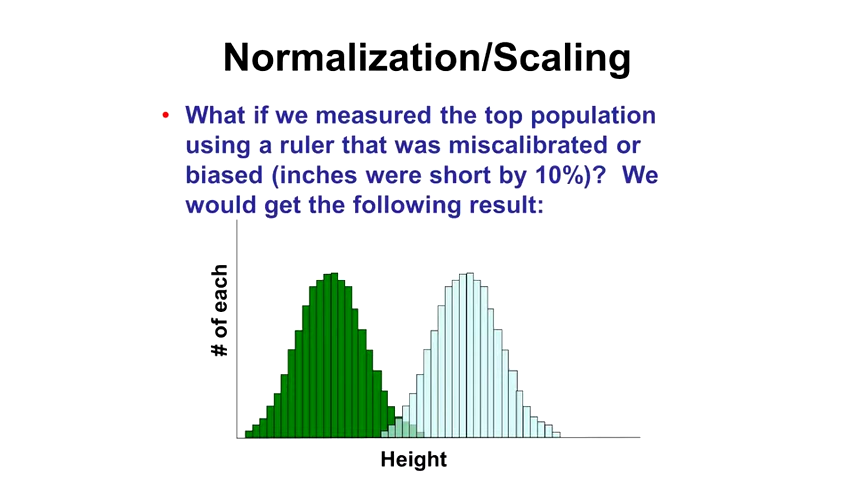 Normalization/Scaling
• What if we measured the top population
using a ruler that was miscalibrated or
biased (inches were short by 10%)? We
would get the following result:
# of each
Height